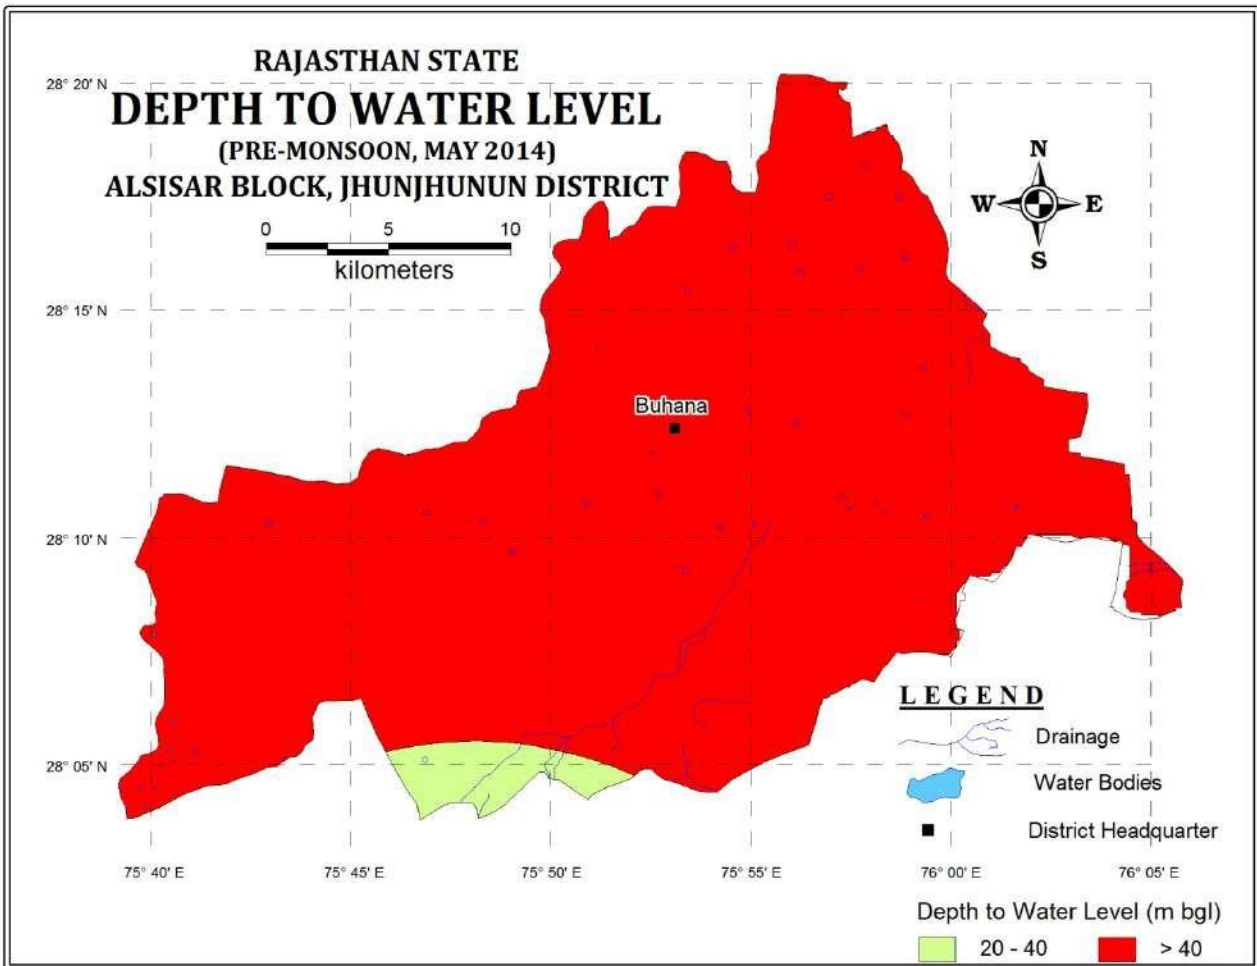 RAJASTHAN STATE
DEPTH TO WATER LEVEL
(PRE-MONSOON, MAY 2014)
ALSISAR BLOCK, JHUNJHUNUN DISTRICT
0 5 10
kilometers
N
W E
S
28° 20' N
28° 15' N
28° 10' N
28° 05' N
Buhana
75° 40' E 75° 45' E 75° 50' E 75° 55' E 76° 00' E 76° 05' E
LEGEND
Drainage
Water Bodies
District Headquarter
Depth to Water Level (m bgl)
20 - 40 > 40